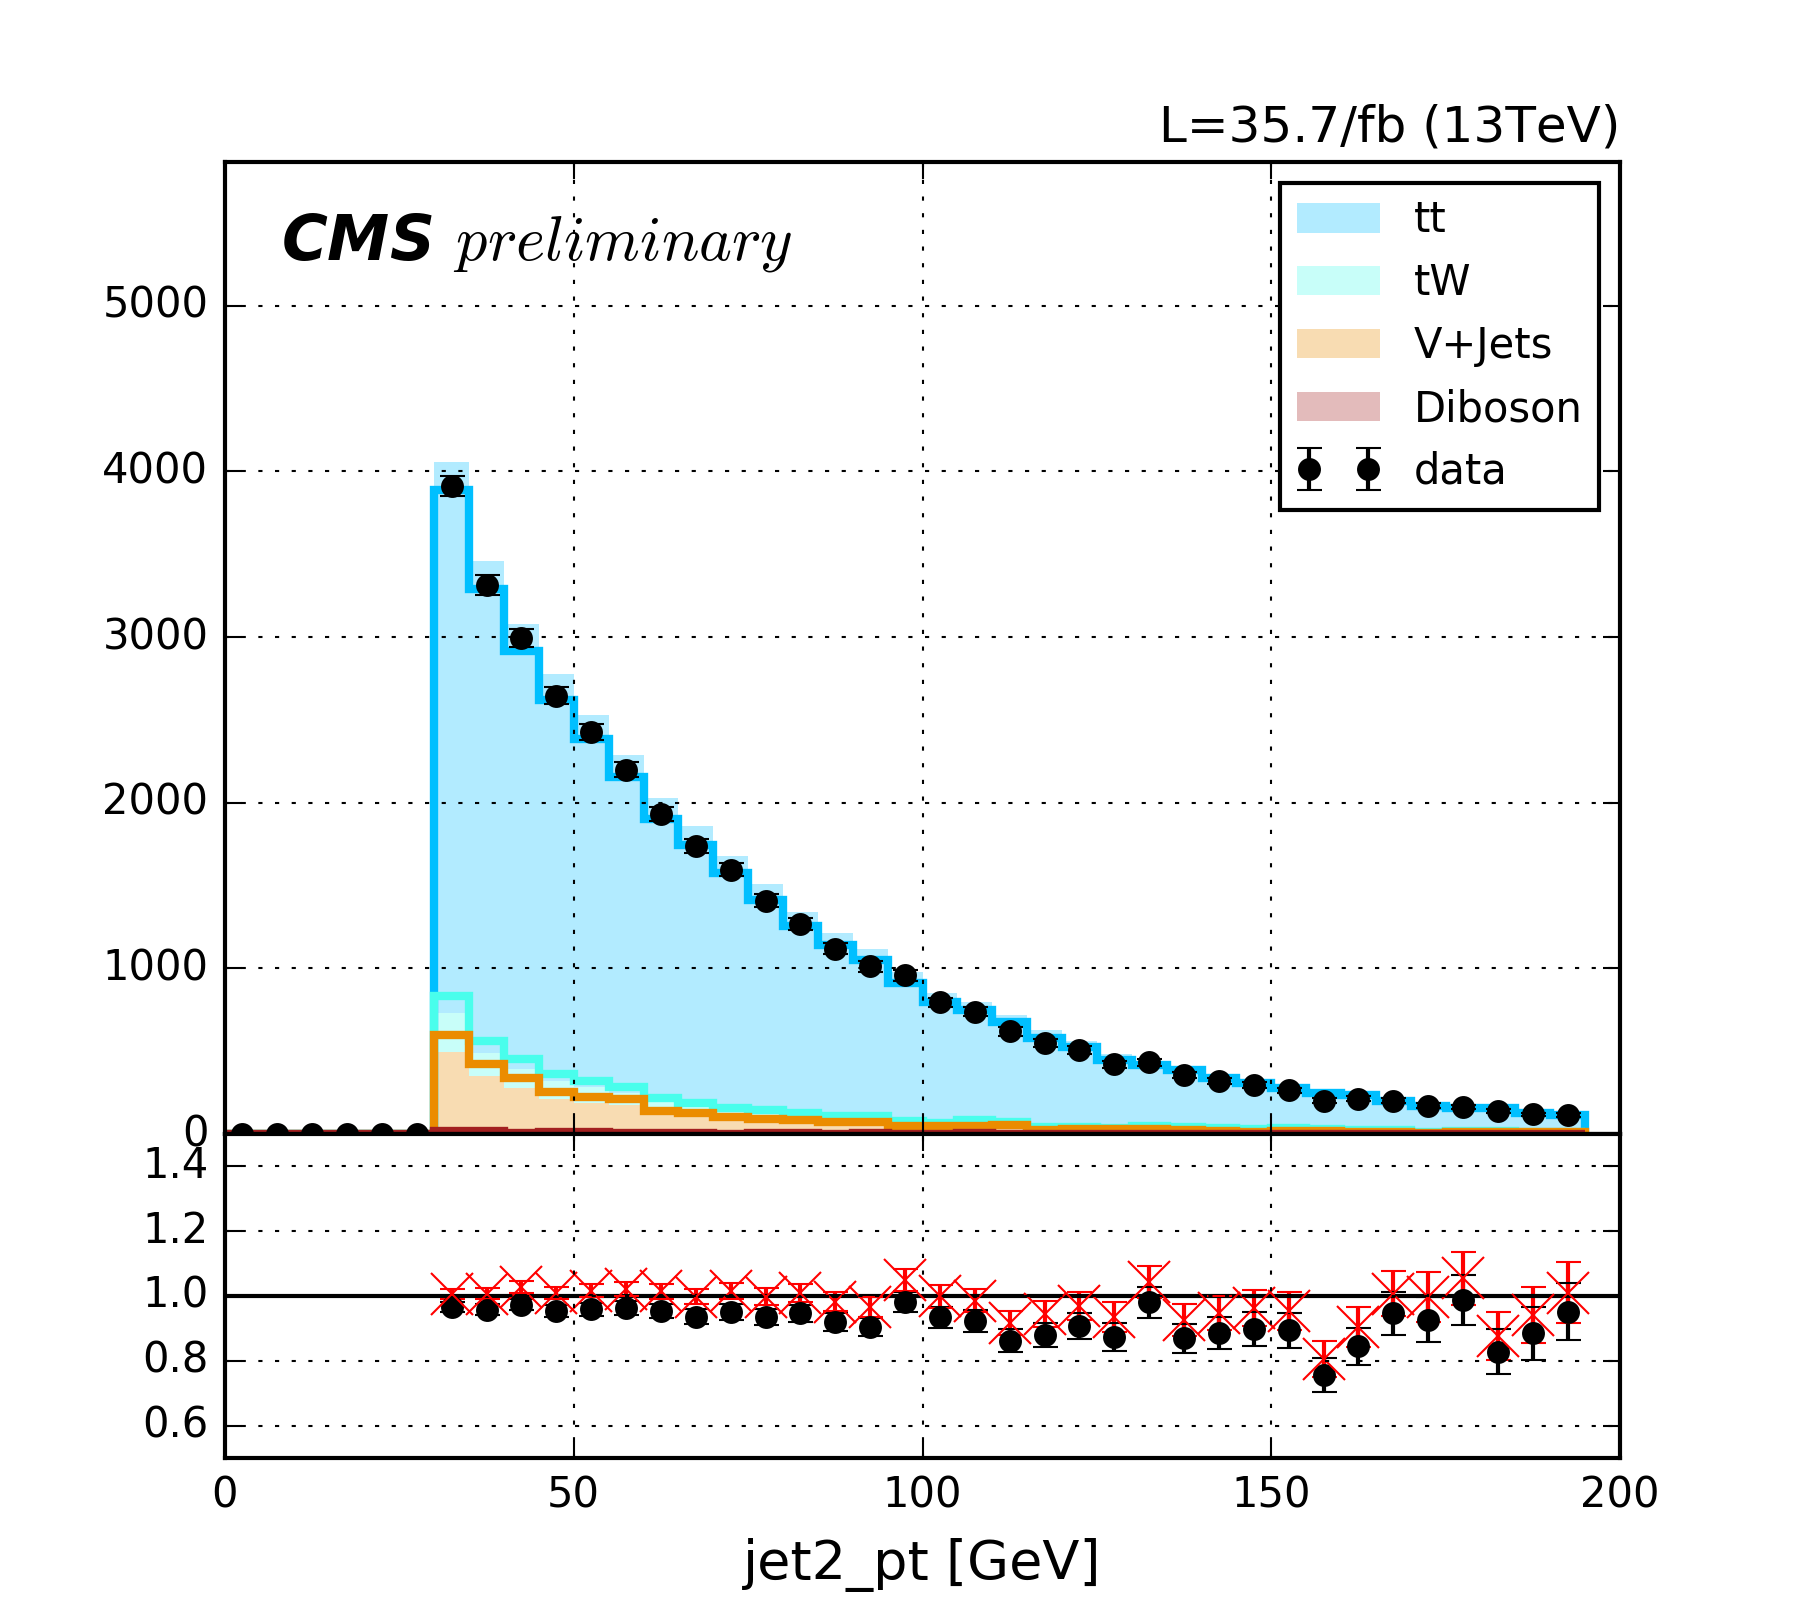 L=35.7/fb (13TeV)
CMS preliminary
tt
tW
V+Jets
Diboson
data
5000
4000
3000
2000
1000
0
1.4
1.2
1.0
0.8
0.6
0 50 100 150 200
jet2_pt [GeV]